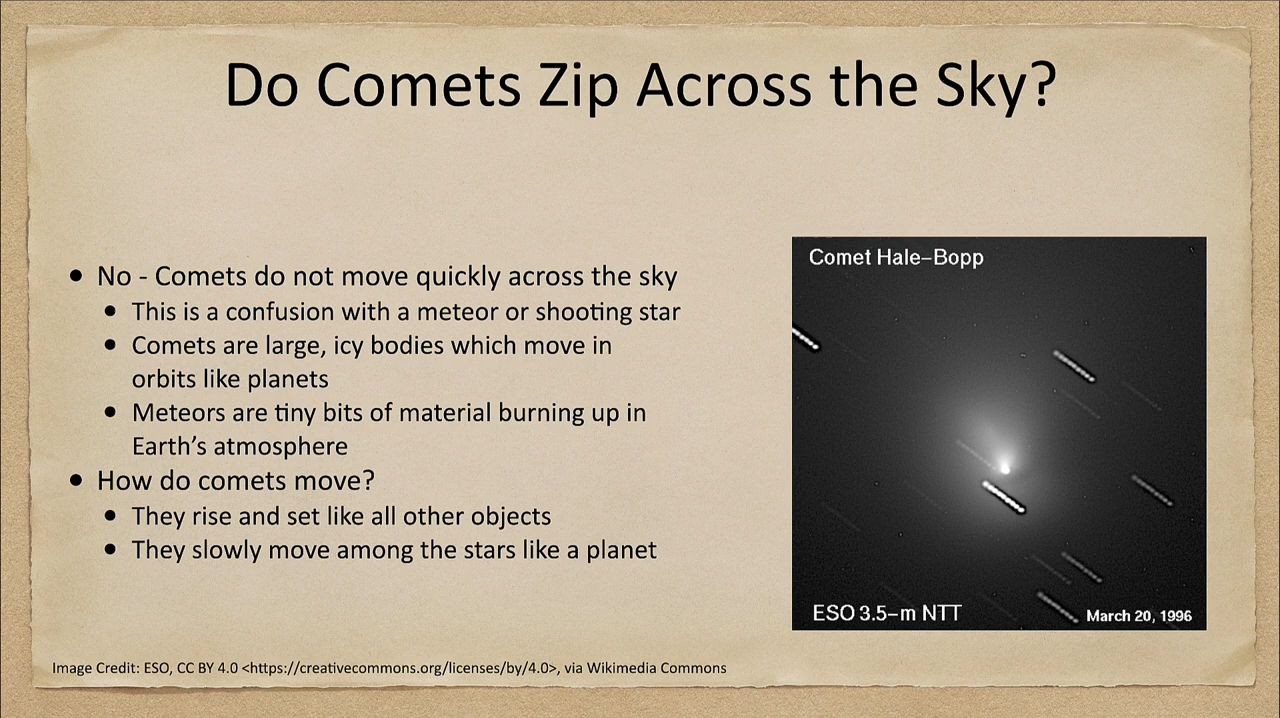 Do Comets Zip Across the Sky?
• No - Comets do not move quickly across the sky
• This is a confusion with a meteor or shooting star
• Comets are large, icy bodies which move in
orbits like planets
• Meteors are tiny bits of material burning up in
Earth's atmosphere
• How do comets move?
• They rise and set like all other objects
• They slowly move among the stars like a planet
Comet Hale–Bopp
ESO 3.5–m NTT
March 20, 1996
Image Credit: ESO, CC BY 4.0 <https://creativecommons.org/licenses/by/4.0>, via Wikimedia Commons